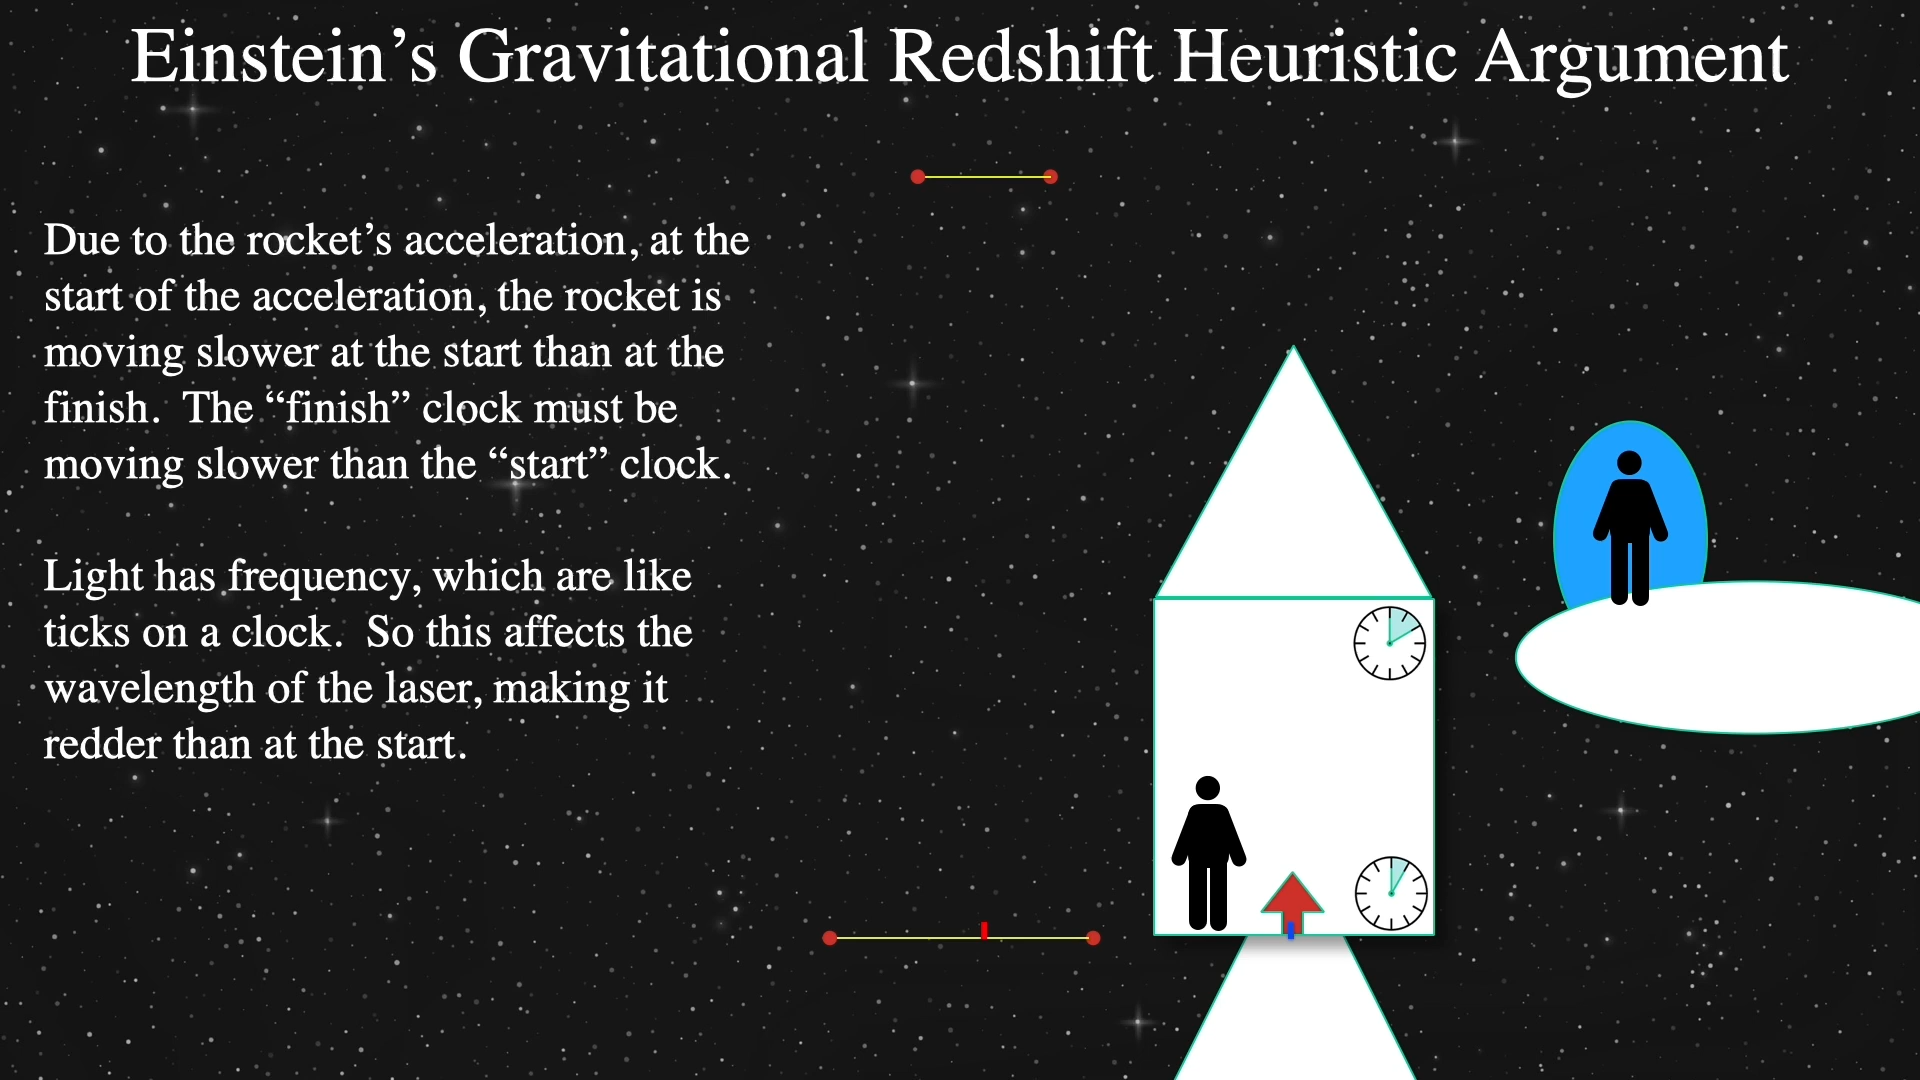 Einstein’s Gravitational Redshift Heuristic Argument
Due to the rocket’s acceleration, at the
start of the acceleration, the rocket is
moving slower at the start than at the
finish.  The “finish” clock must be
moving slower than the “start” clock.
Light has frequency, which are like
ticks on a clock.  So this affects the
wavelength of the laser, making it
redder than at the start.